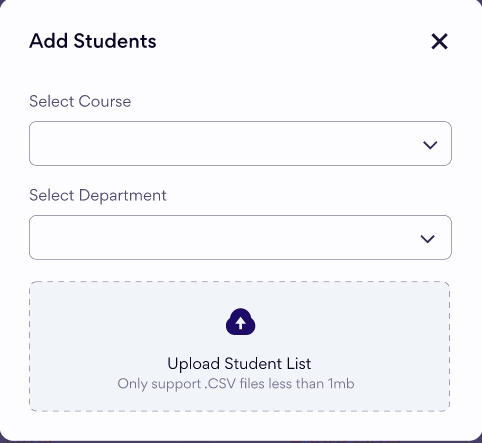 Add Students
Select Course
Select Department
Upload Student List
Only support .CSV files less than 1mb